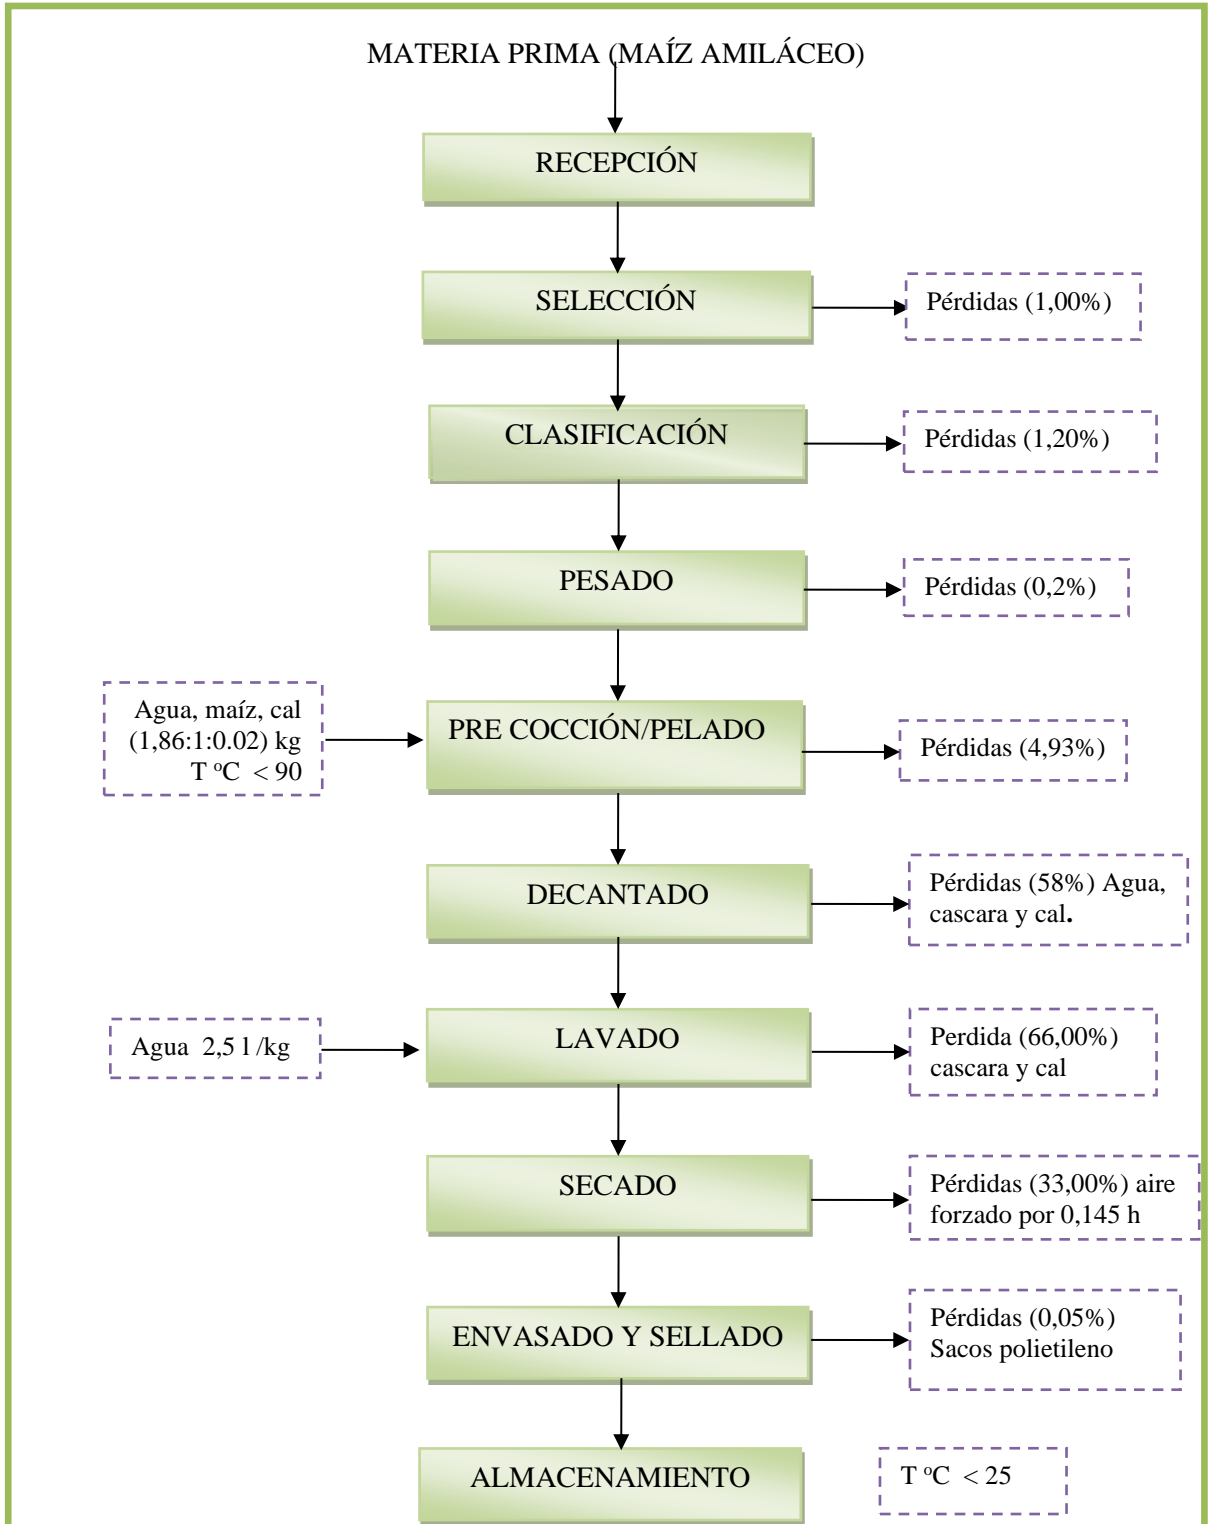 MATERIA PRIMA (MAÍZ AMILÁCEO)
RECEPCIÓN
SELECCIÓN
Pérdidas (1,00%)
CLASIFICACIÓN
Pérdidas (1,20%)
PESADO
Pérdidas (0,2%)
Agua, maíz, cal
(1,86:1:0.02) kg
T ºC < 90
PRE COCCIÓN/PELADO
Pérdidas (4,93%)
DECANTADO
Pérdidas (58%) Agua,
cascara y cal.
Agua 2,5 l /kg
LAVADO
Perdida (66,00%)
cascara y cal
SECADO
Pérdidas (33,00%) aire
forzado por 0,145 h
ENVASADO Y SELLADO
Pérdidas (0,05%)
Sacos polietileno
ALMACENAMIENTO
T ºC < 25